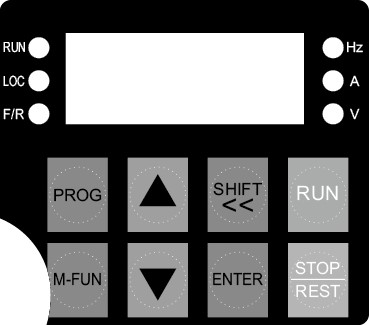 RUN
Hz
LOC
A
F/R
V
PROG
SHIFT
<<
RUN
M-FUN
ENTER
STOP
REST